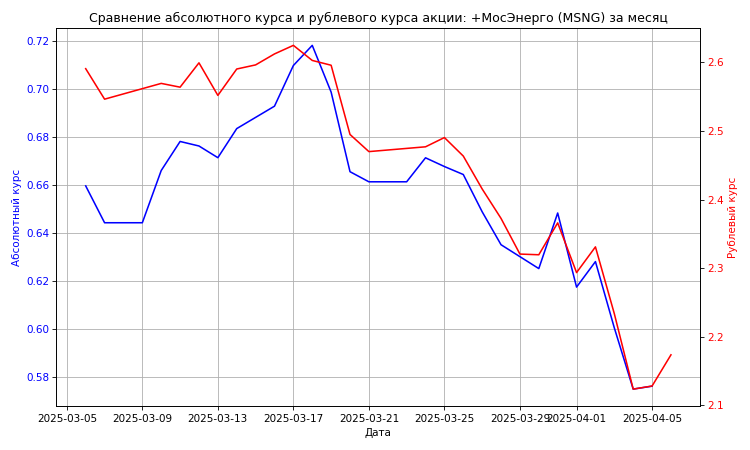 Сравнение абсолютного курса и рублевого курса акции: +МосЭнерго (MSNG) за месяц
0.72
0.70
0.68
0.66
0.64
0.62
0.60
0.58
Абсолютный курс
2.6
2.5
2.4
2.3
2.2
2.1
Рублевый курс
2025-03-05 2025-03-09 2025-03-13 2025-03-17 2025-03-21 2025-03-25 2025-03-29 2025-04-01 2025-04-05
Дата